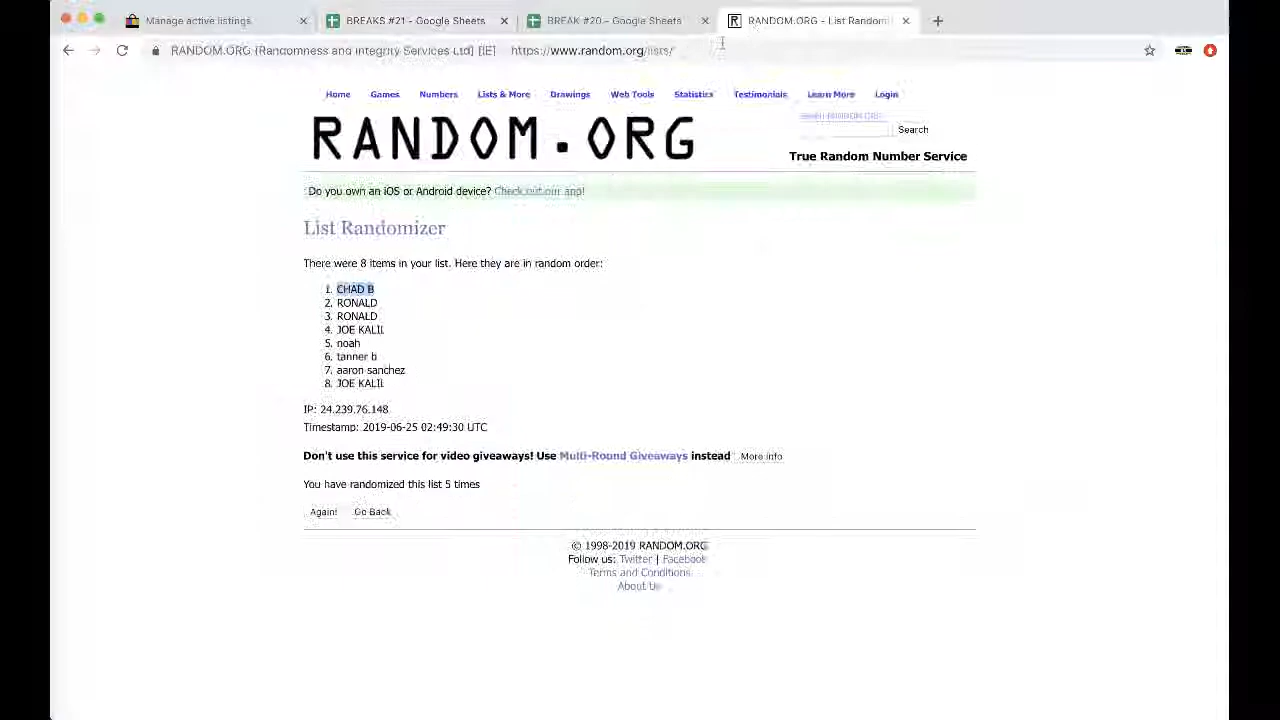 Manage active listings
BREAKS #21 - Google Sheets
BREAK #20 - Google Sheets
RANDOM.ORG - List Random
RANDOM.ORG (Randomness and Integrity Services Ltd) [IE]
https://www.random.org/lists/
Home Games Numbers Lists & More Drawings Web Tools Statistics Testimonials Learn More Login
RANDOM.ORG
Search
True Random Number Service
Do you own an iOS or Android device? Check out our app!
List Randomizer
There were 8 items in your list. Here they are in random order:
1. CHAD B
2. RONALD
3. RONALD
4. JOE KALIL
5. noah
6. tanner b
7. aaron sanchez
8. JOE KALIL
IP: 24.239.76.148
Timestamp: 2019-06-25 02:49:30 UTC
Don't use this service for video giveaways! Use Multi-Round Giveaways instead More info
You have randomized this list 5 times
Again! Go Back
© 1998-2019 RANDOM.ORG
Follow us: Twitter | Facebook
Terms and Conditions
About Us